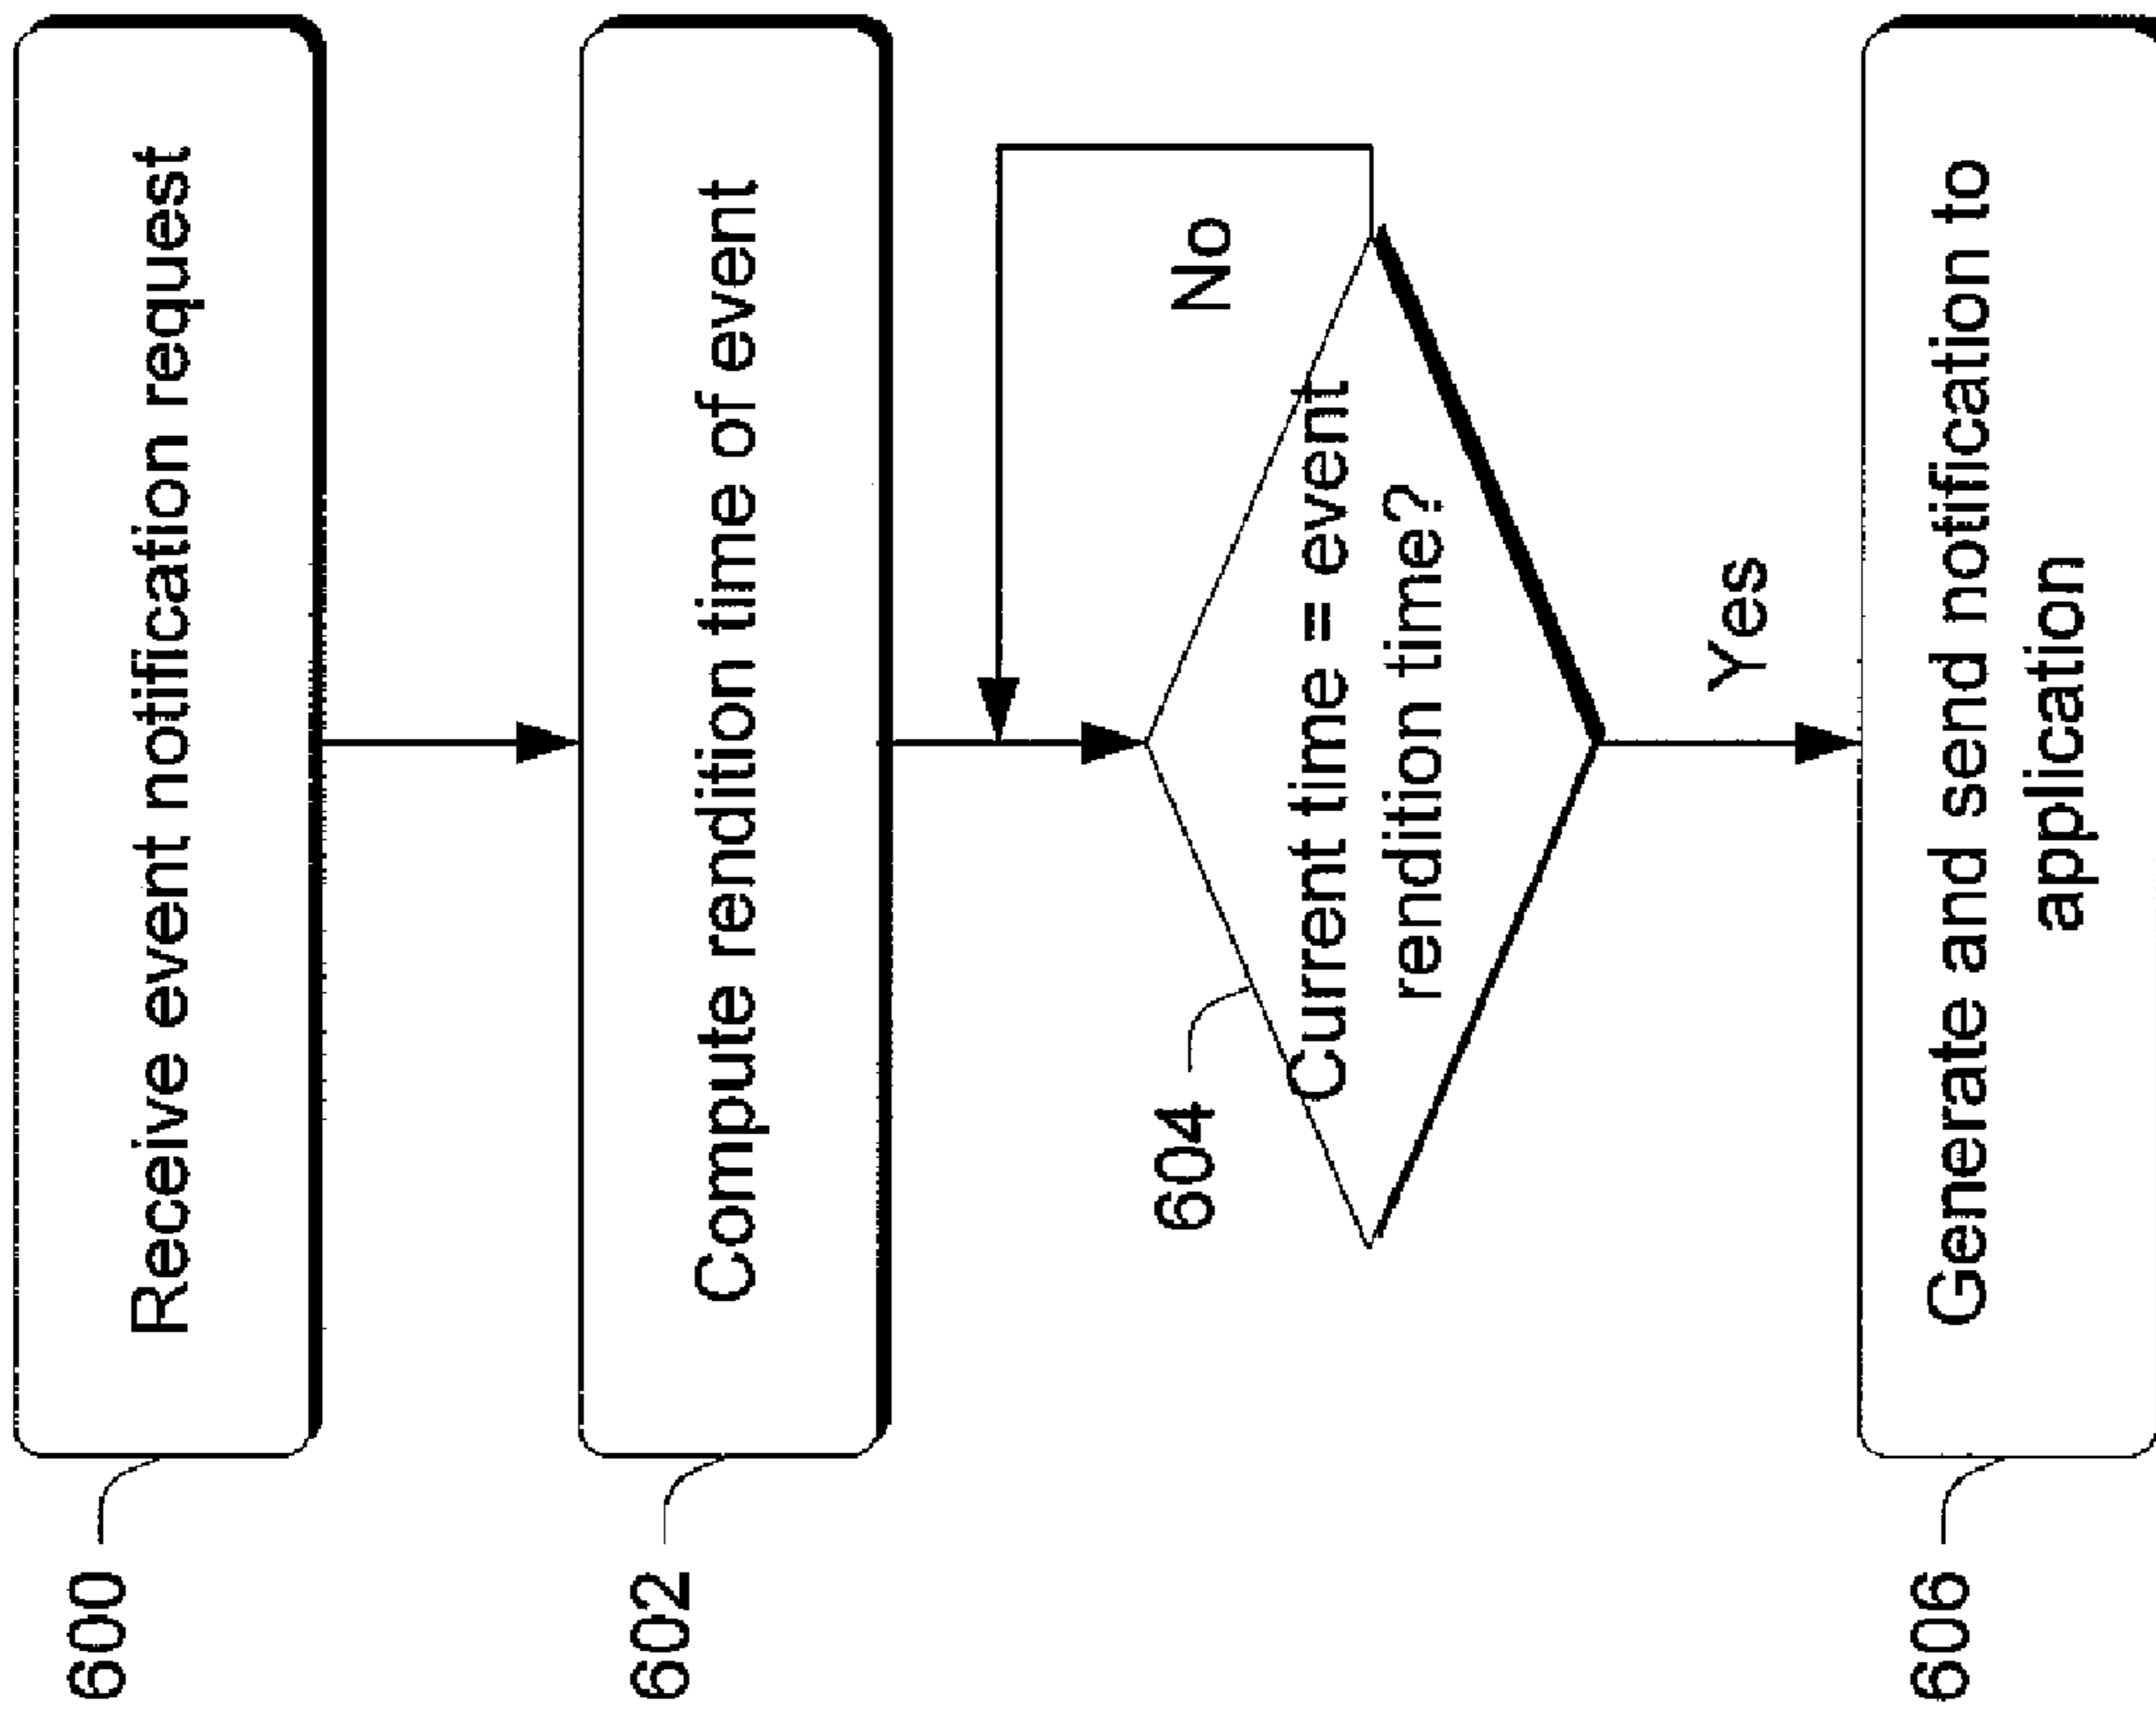 600
Receive event notification request
602
Compute rendition time of event
604
Current time = event
rendition time?
No
Yes
606
Generate and send notification to
application